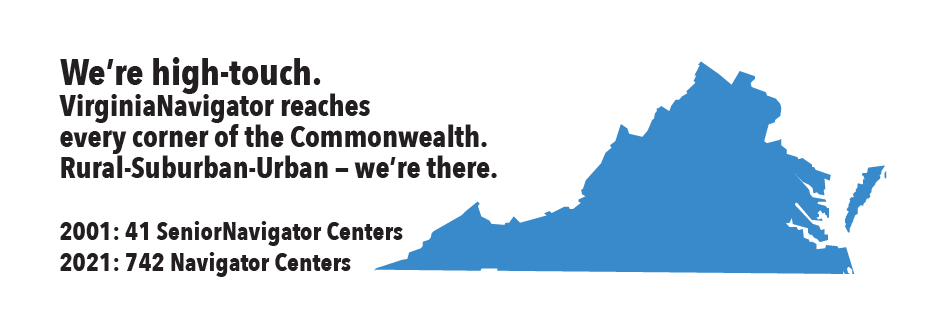 We’re high-touch.
VirginiaNavigator reaches
every corner of the Commonwealth.
Rural-Suburban-Urban – we’re there.
2001: 41 SeniorNavigator Centers
2021: 742 Navigator Centers